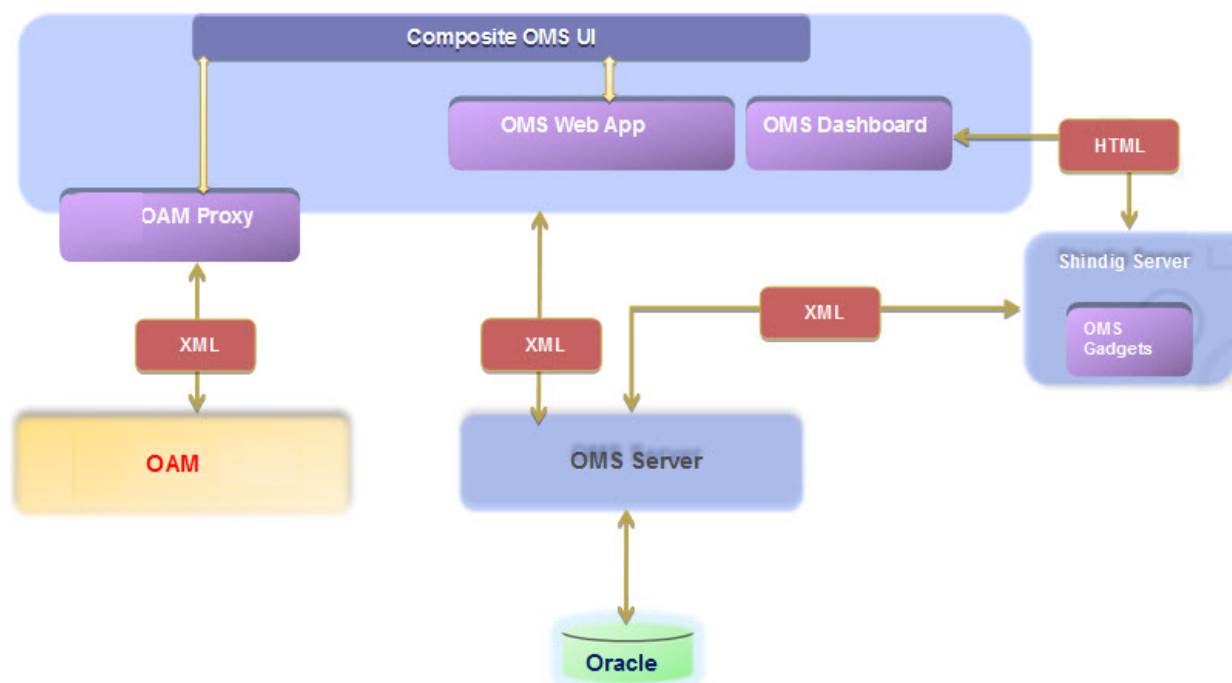 Composite OMS UI
OMS Web App
OMS Dashboard
HTML
OAM Proxy
Shindig Server
XML
XML
XML
OMS
Gadgets
OAM
OMS Server
Oracle